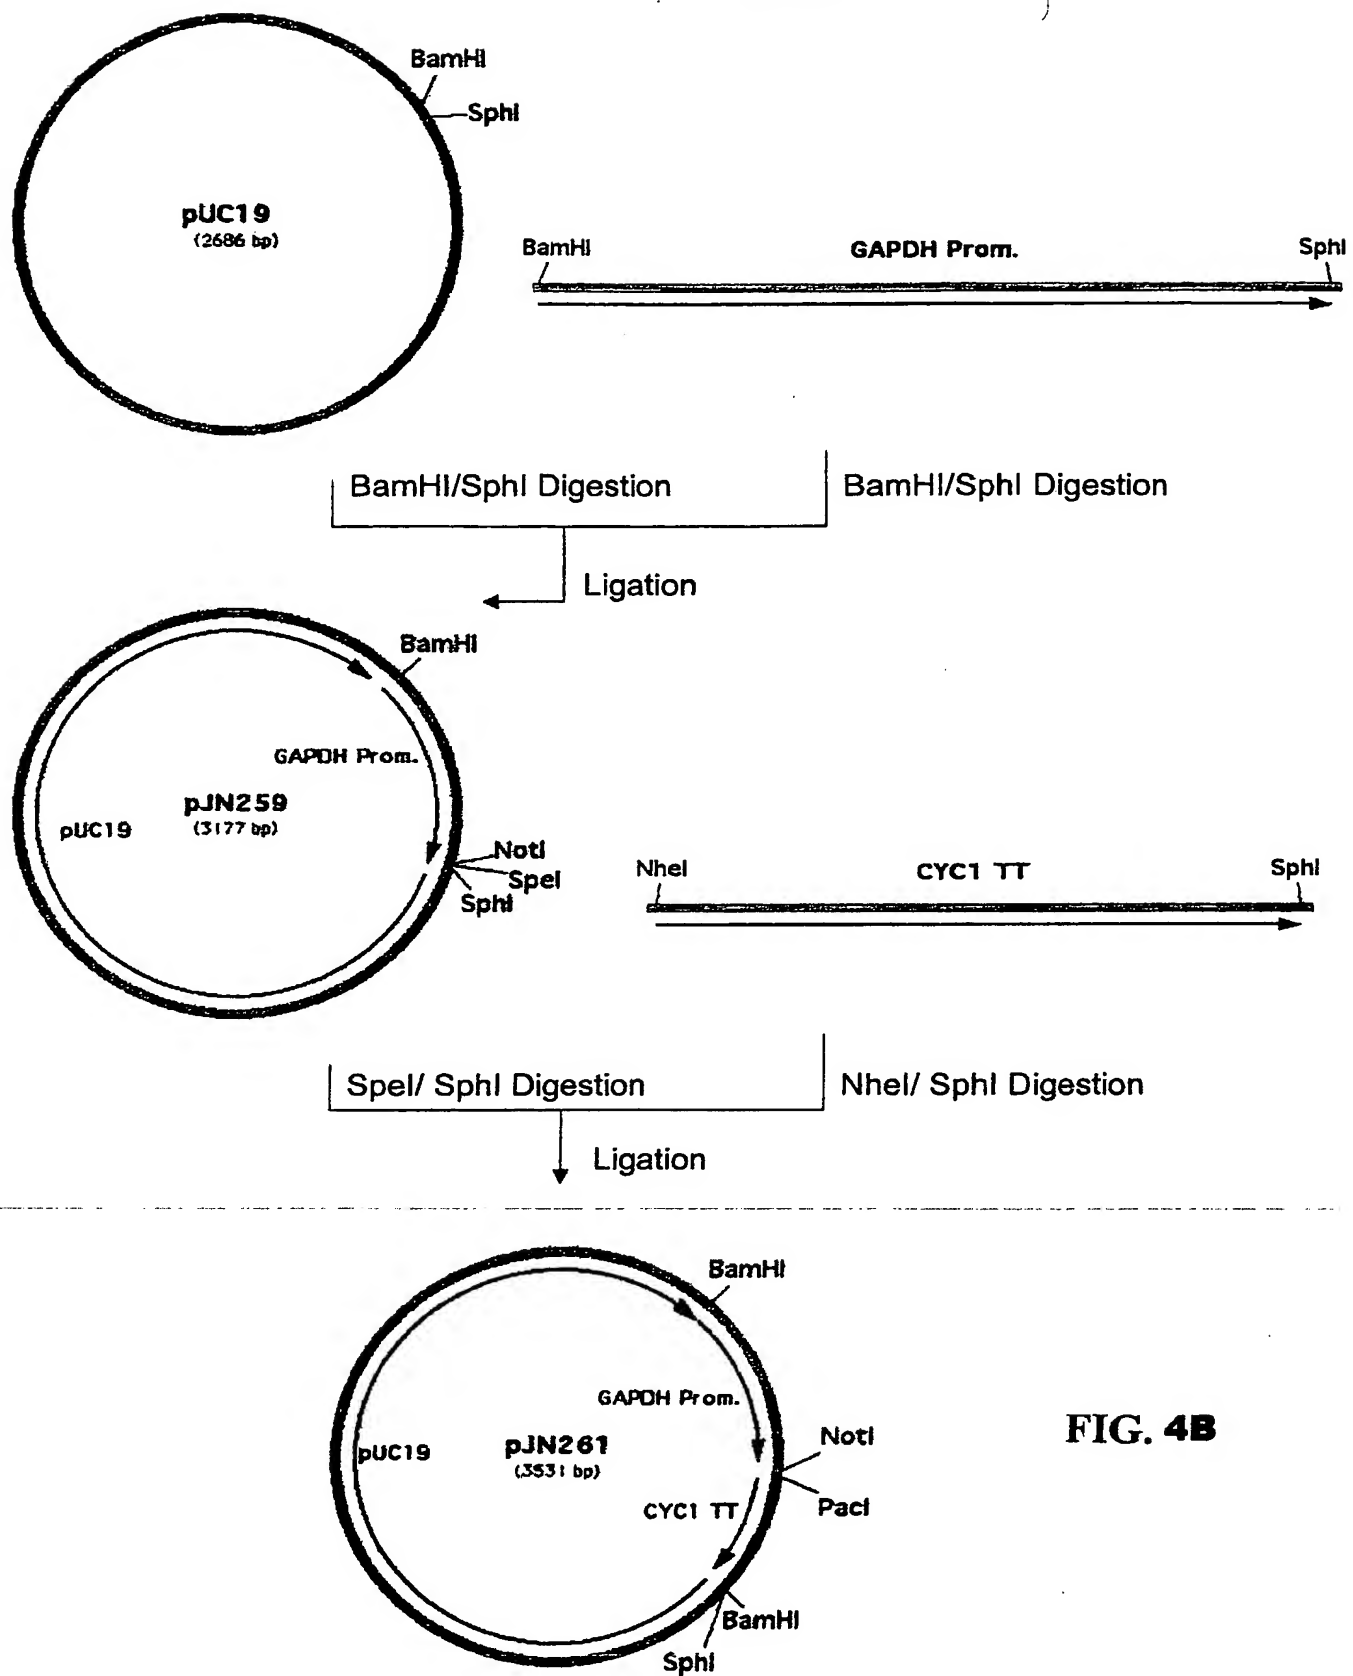 BamHI
SphI
pUC19
(2686 bp)
BamHI
GAPDH Prom.
SphI
BamHI/SphI Digestion
BamHI/SphI Digestion
Ligation
BamHI
GAPDH Prom.
pJN259
(3177 bp)
pUC19
NotI
SpeI
SphI
NheI
CYC1 TT
SphI
SpeI/ SphI Digestion
NheI/ SphI Digestion
Ligation
BamHI
GAPDH Prom.
pUC19
pJN261
(3531 bp)
NotI
PacI
CYC1 TT
BamHI
SphI
FIG. 4B